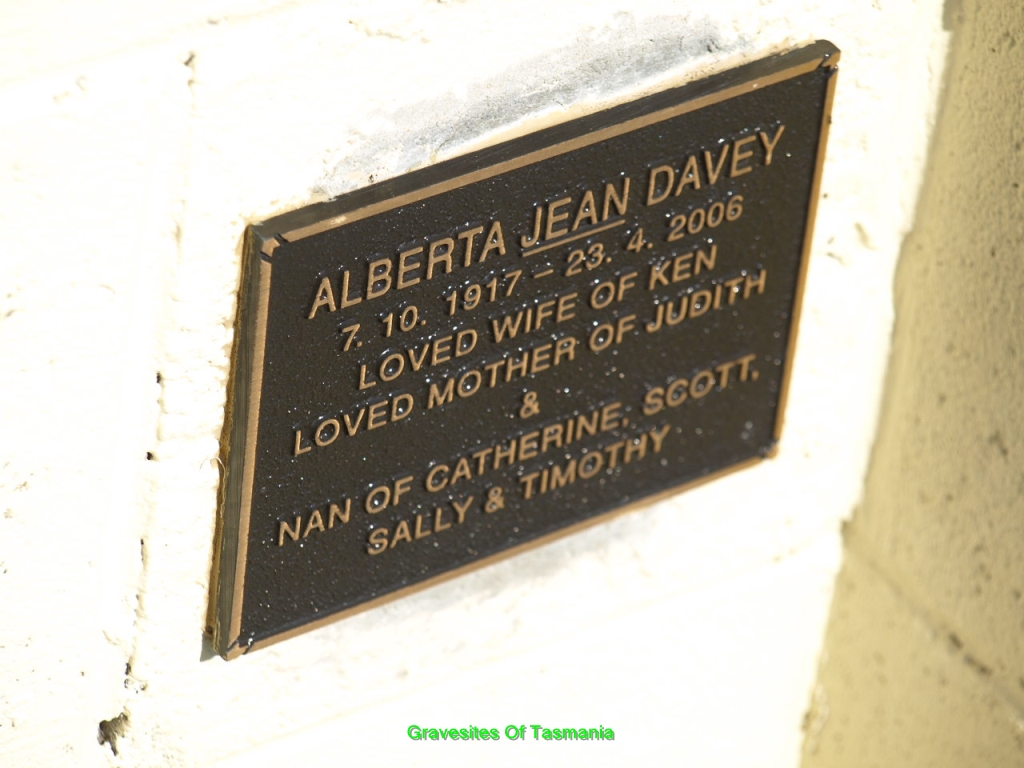 ALBERTA JEAN DAVEY
7. 10. 1917 – 23. 4. 2006
LOVED WIFE OF KEN
LOVED MOTHER OF JUDITH
&
NAN OF CATHERINE, SCOTT,
SALLY & TIMOTHY
Gravesites Of Tasmania